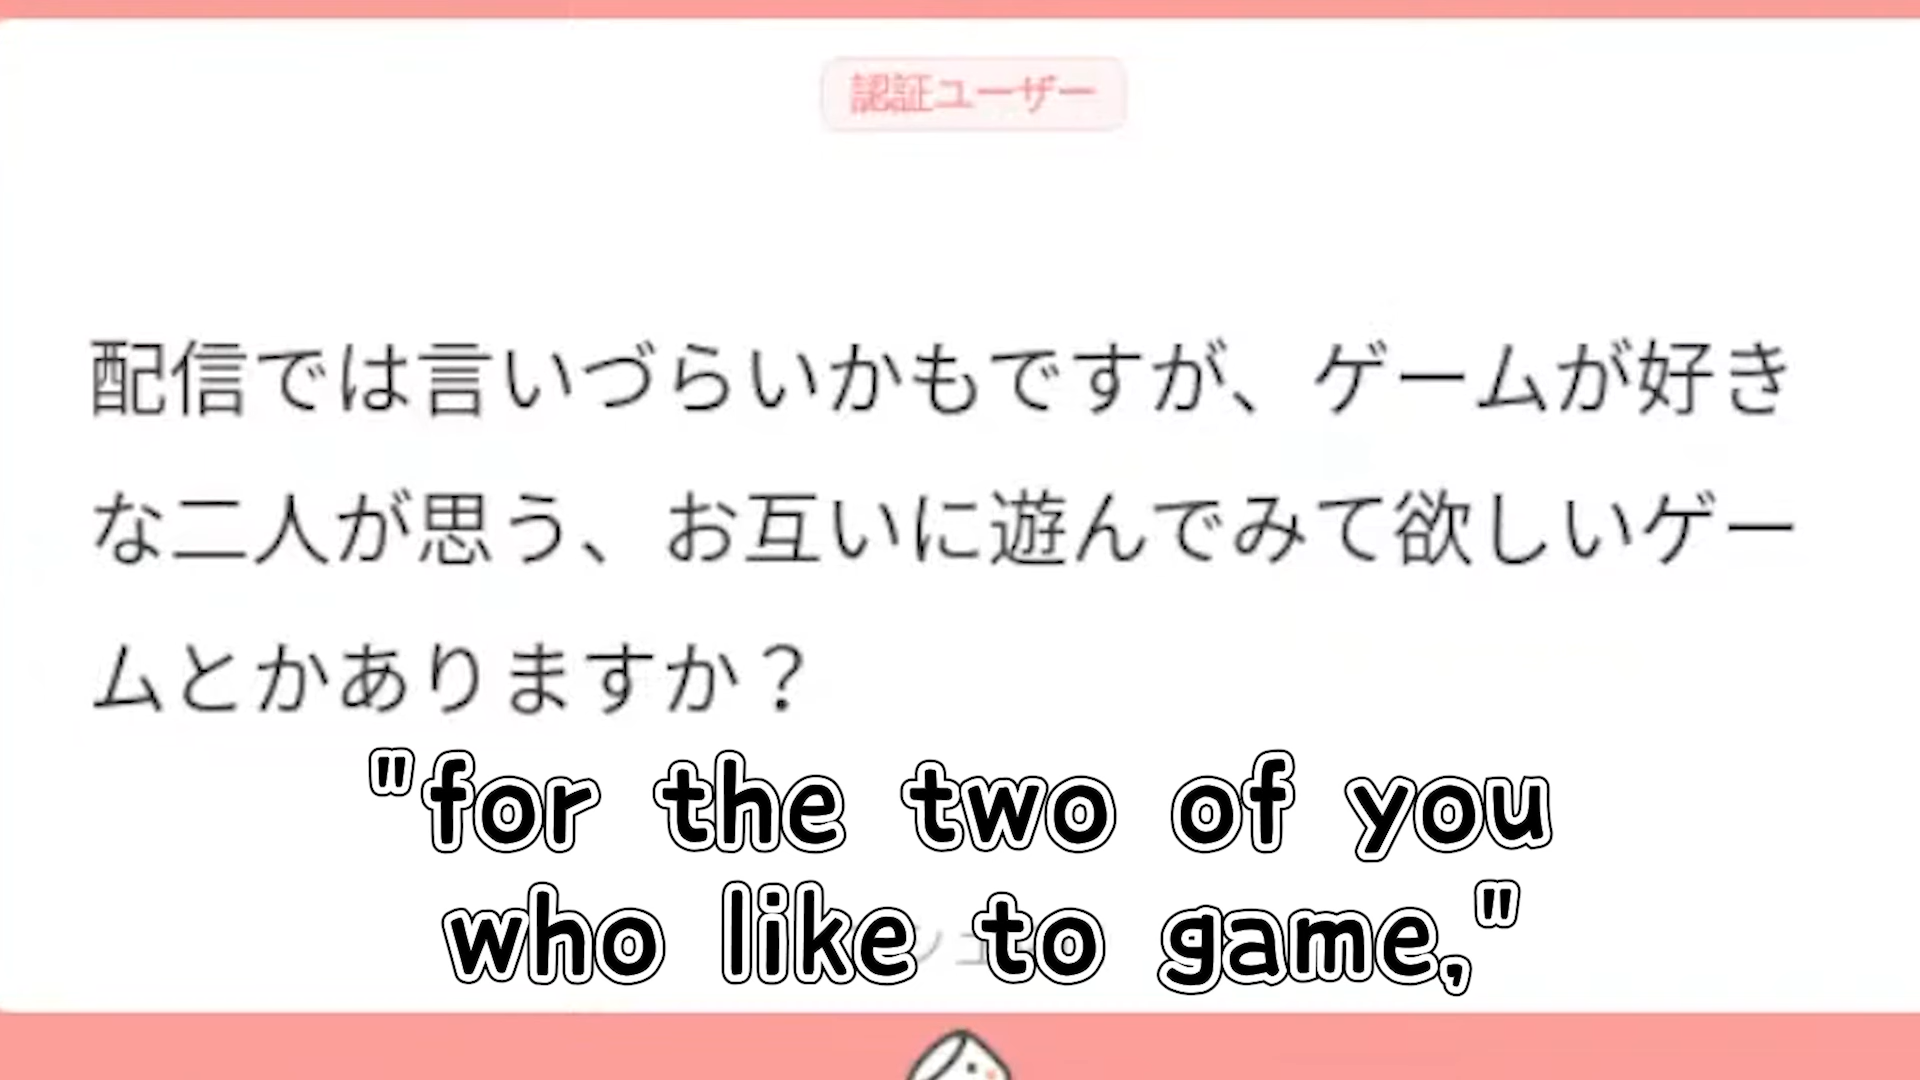 認証ユーザー
配信では言いづらいかもですが、ゲームが好き
な二人が思う、お互いに遊んでみて欲しいゲー
ムとかありますか？
"for the two of you
who like to game,"